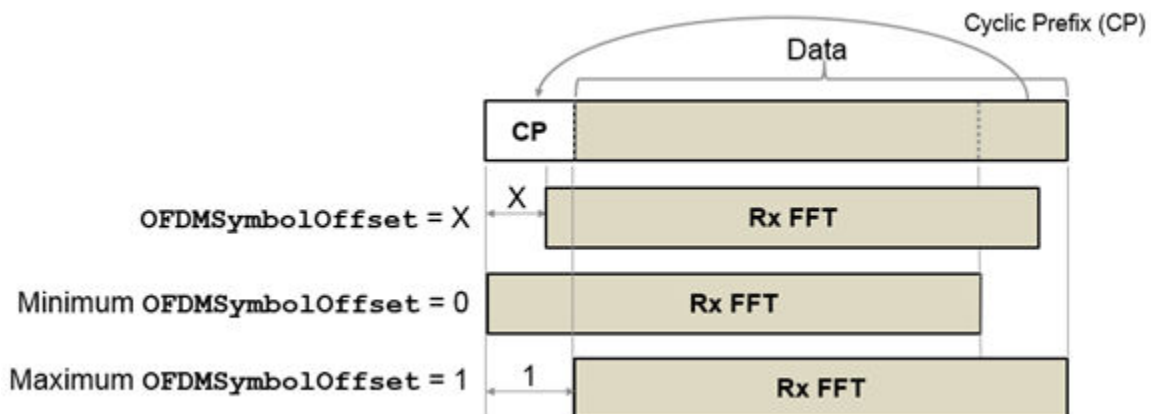 Cyclic Prefix (CP)
Data
CP
X
OFDMSymbolOffset = X
Rx FFT
Minimum OFDMSymbolOffset = 0
Rx FFT
Maximum OFDMSymbolOffset = 1
1
Rx FFT